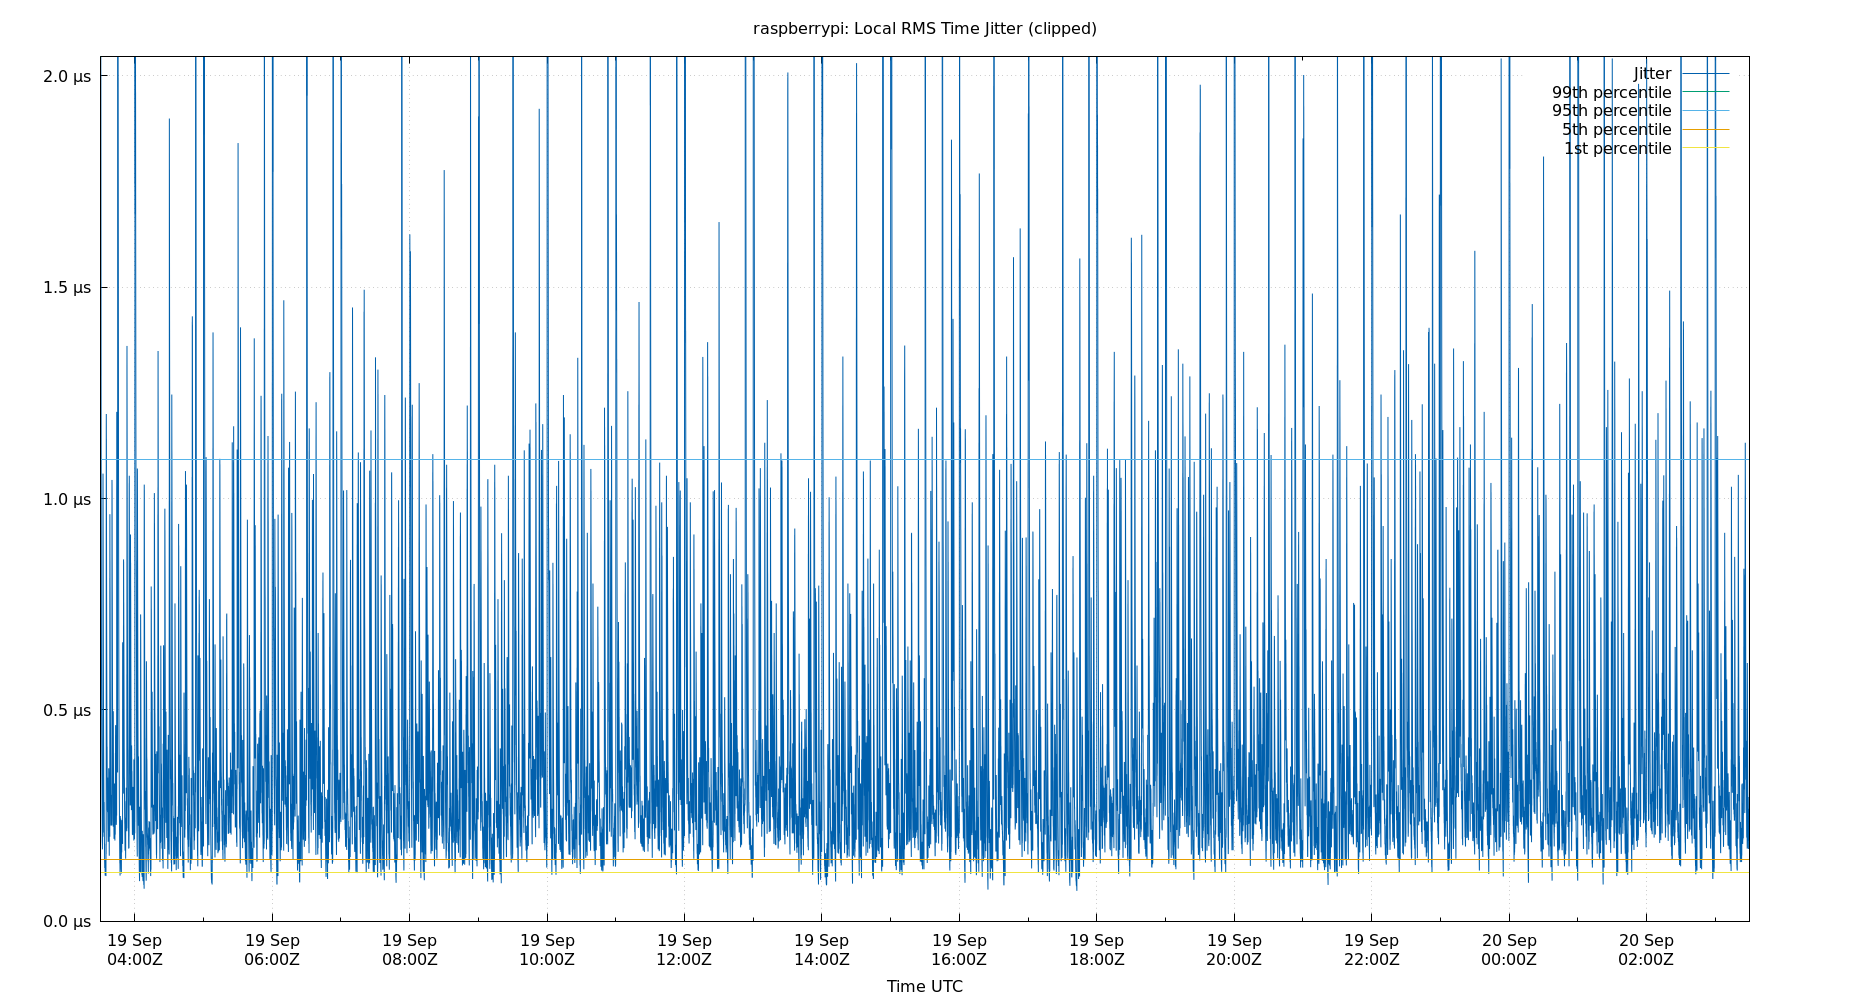 raspberrypi: Local RMS Time Jitter (clipped)
2.0 µs
1.5 µs
1.0 µs
0.5 µs
0.0 µs
Jitter
99th percentile
95th percentile
5th percentile
1st percentile
19 Sep 19 Sep 19 Sep 19 Sep 19 Sep 19 Sep 19 Sep 19 Sep 19 Sep 19 Sep 20 Sep 20 Sep
04:00Z 06:00Z 08:00Z 10:00Z 12:00Z 14:00Z 16:00Z 18:00Z 20:00Z 22:00Z 00:00Z 02:00Z
Time UTC